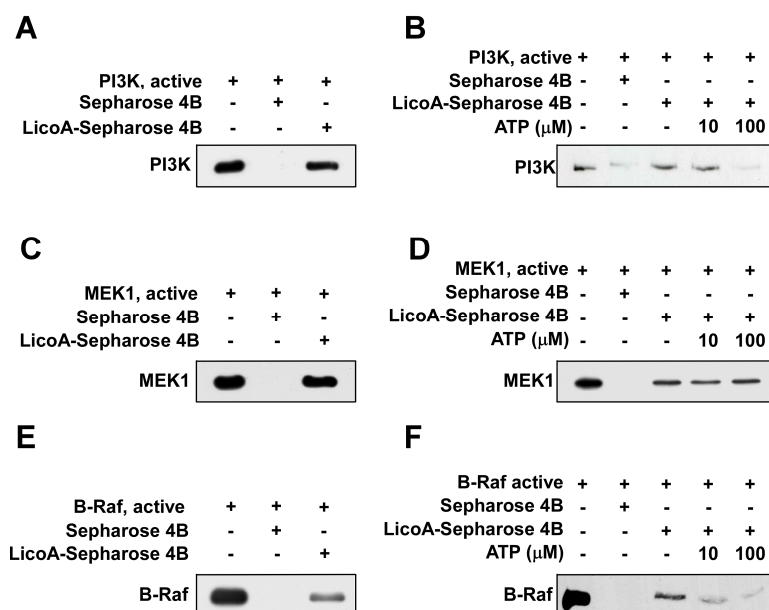 A
PI3K, active + + +
Sepharose 4B - + -
LicoA-Sepharose 4B - - +
PI3K
B
PI3K, active + + + + +
Sepharose 4B - + - - -
LicoA-Sepharose 4B - - + + +
ATP (µM) - - - 10 100
PI3K
C
MEK1, active + + +
Sepharose 4B - + -
LicoA-Sepharose 4B - - +
MEK1
D
MEK1, active + + + + +
Sepharose 4B - + - - -
LicoA-Sepharose 4B - - + + +
ATP (µM) - - - 10 100
MEK1
E
B-Raf, active + + +
Sepharose 4B - + -
LicoA-Sepharose 4B - - +
B-Raf
F
B-Raf active + + + + +
Sepharose 4B - + - - -
LicoA-Sepharose 4B - - + + +
ATP (µM) - - - 10 100
B-Raf